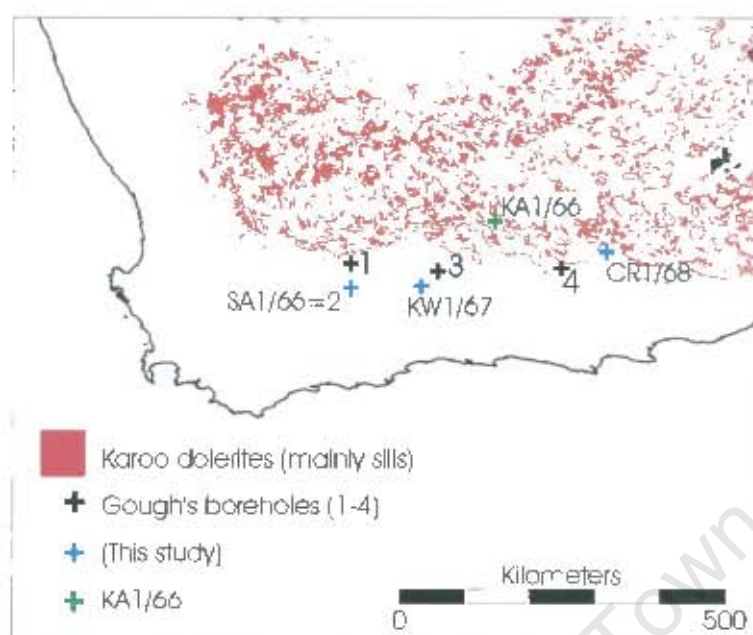 KA1/66
1
3
4
CR1/68
SA1/66=2
KW1/67
Karoo dolerites (mainly sills)
Gough's boreholes (1-4)
(This study)
KA1/66
Kilometers
0 500
Town